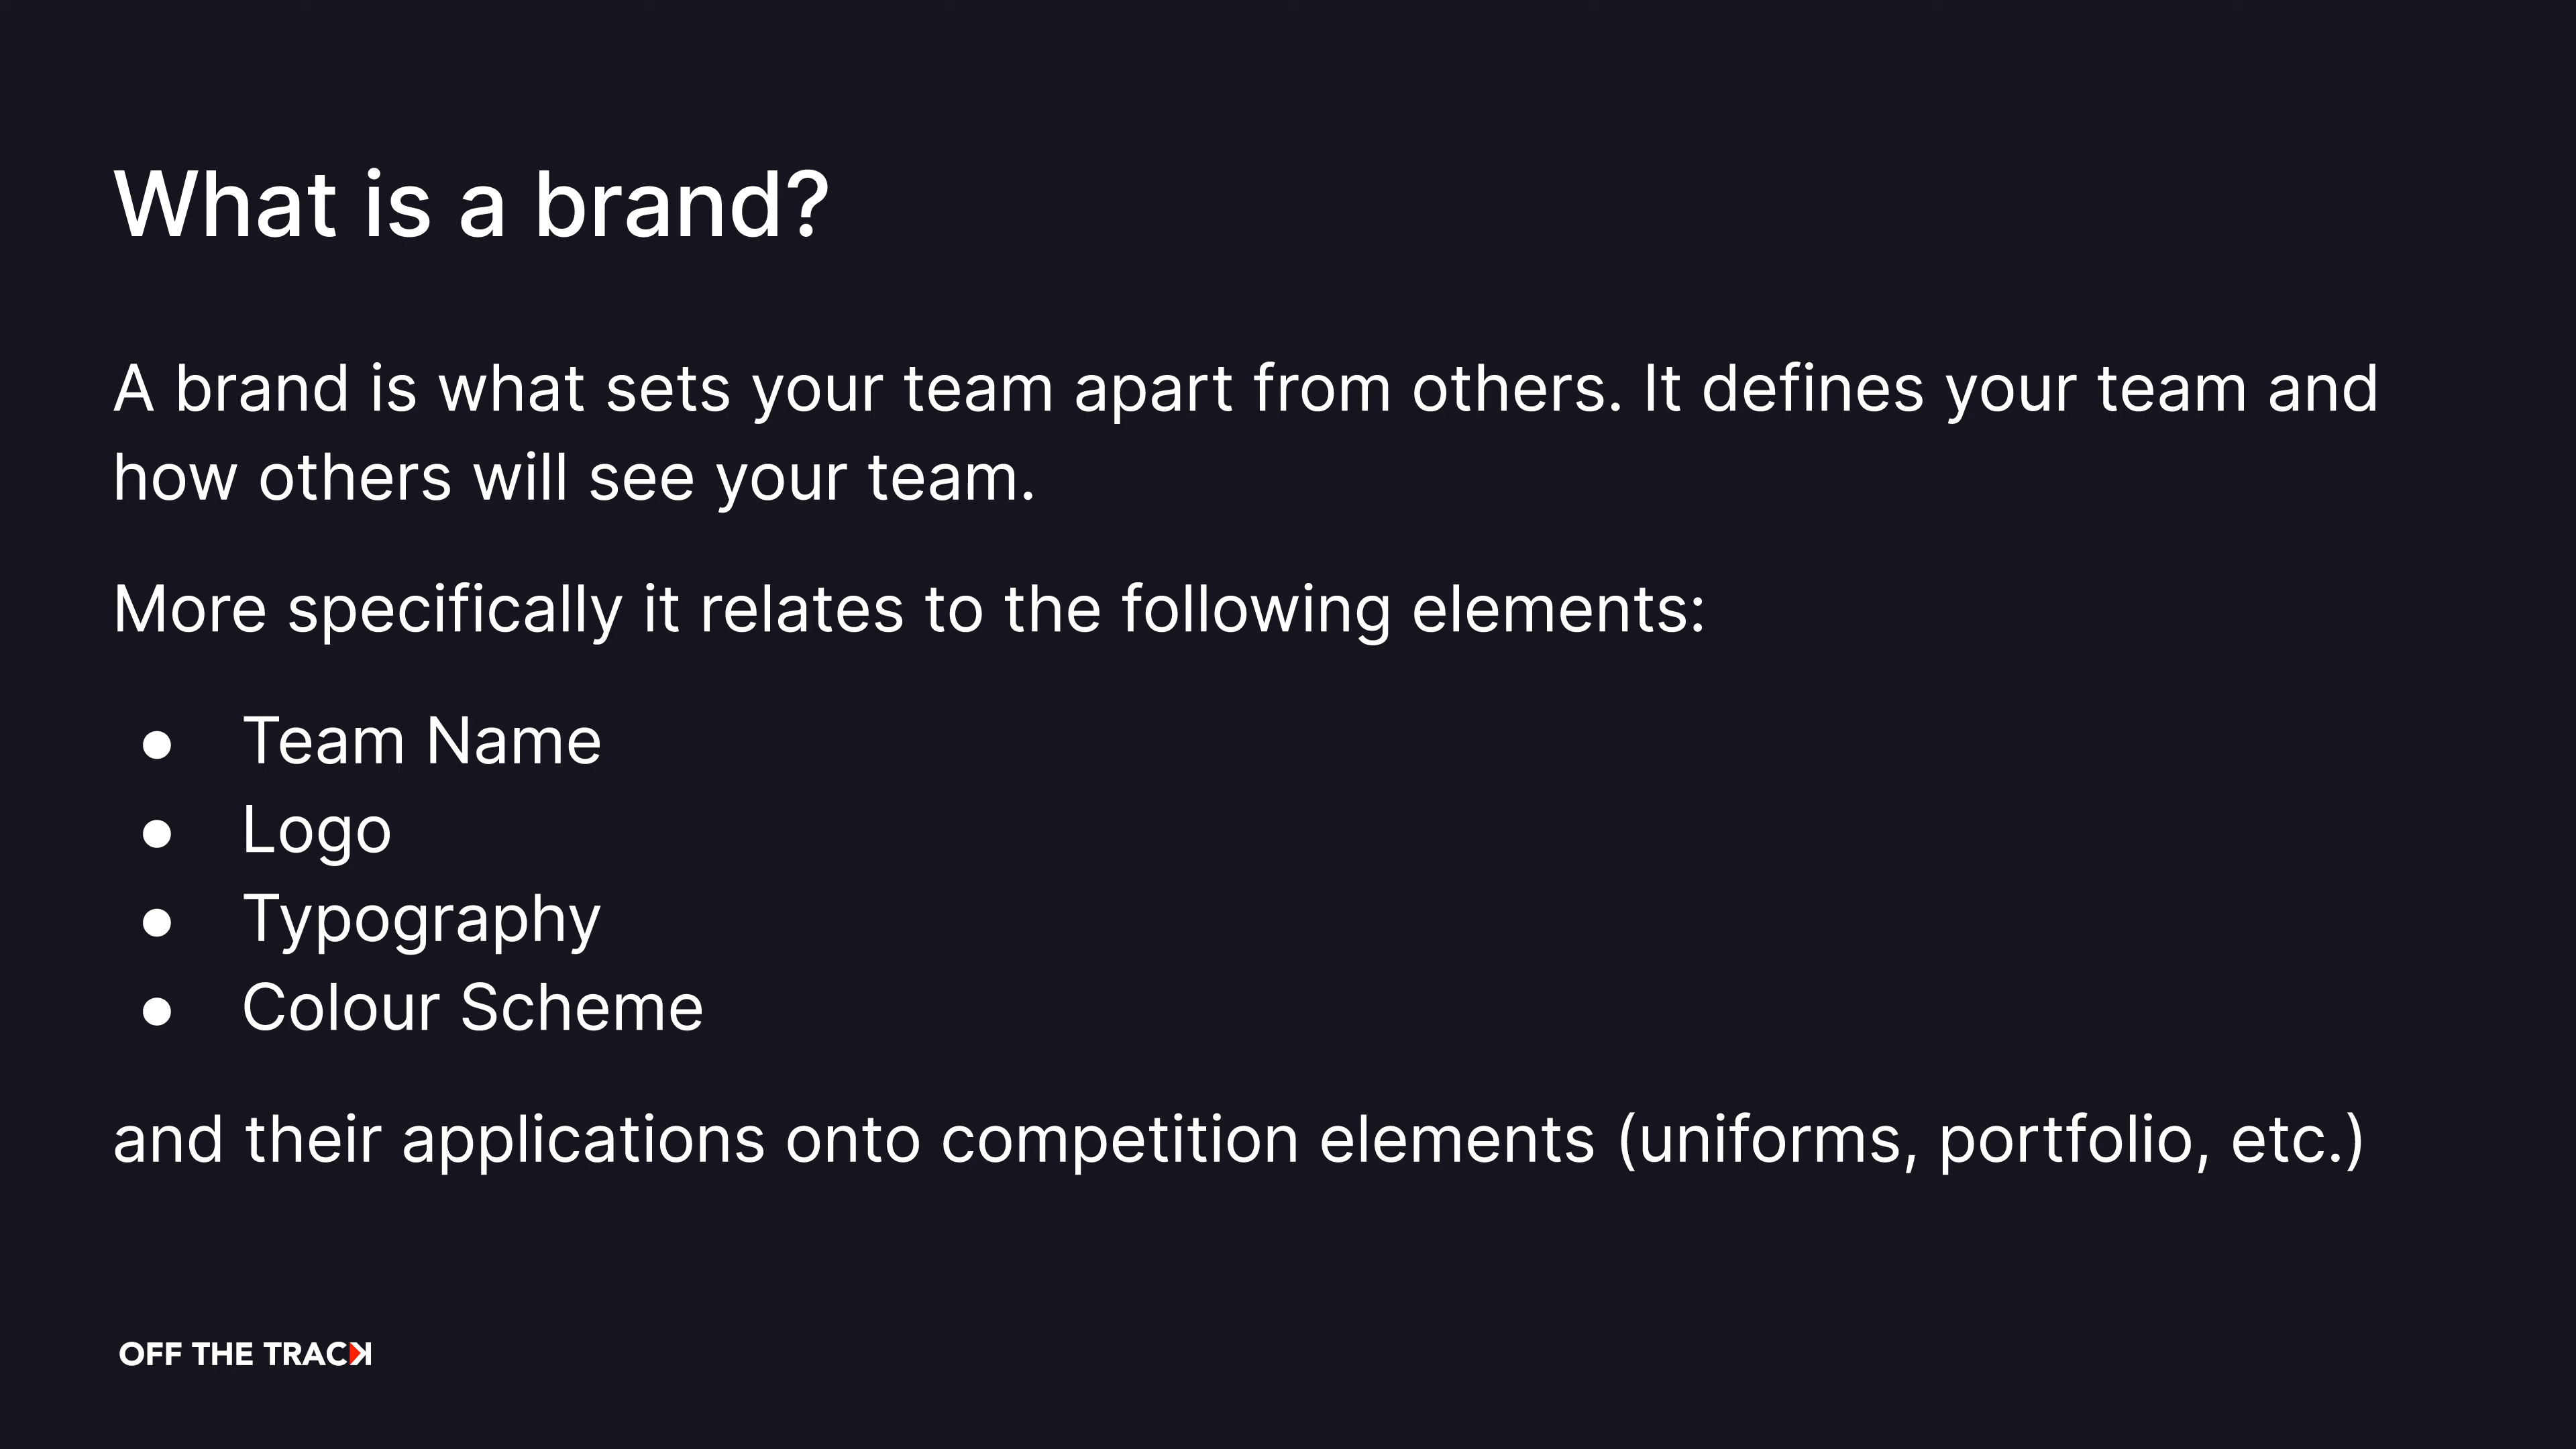 What is a brand?
A brand is what sets your team apart from others. It defines your team and
how others will see your team.
More specifically it relates to the following elements:
● Team Name
● Logo
● Typography
● Colour Scheme
and their applications onto competition elements (uniforms, portfolio, etc.)
OFF THE TRACK